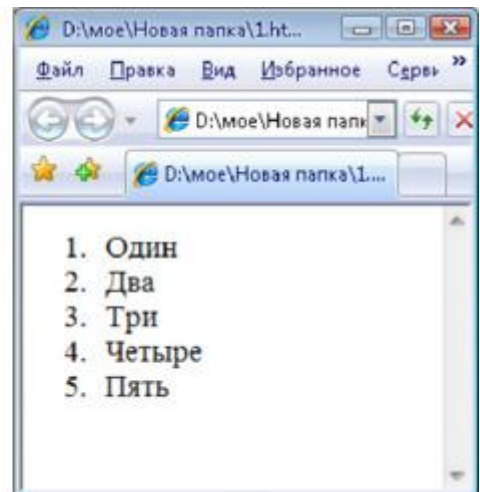 D:\мое\Новая папка\1.ht...
Файл Правка Вид Избранное Серви »
D:\мое\Новая папк
D:\мое\Новая папка\1....
1. Один
2. Два
3. Три
4. Четыре
5. Пять